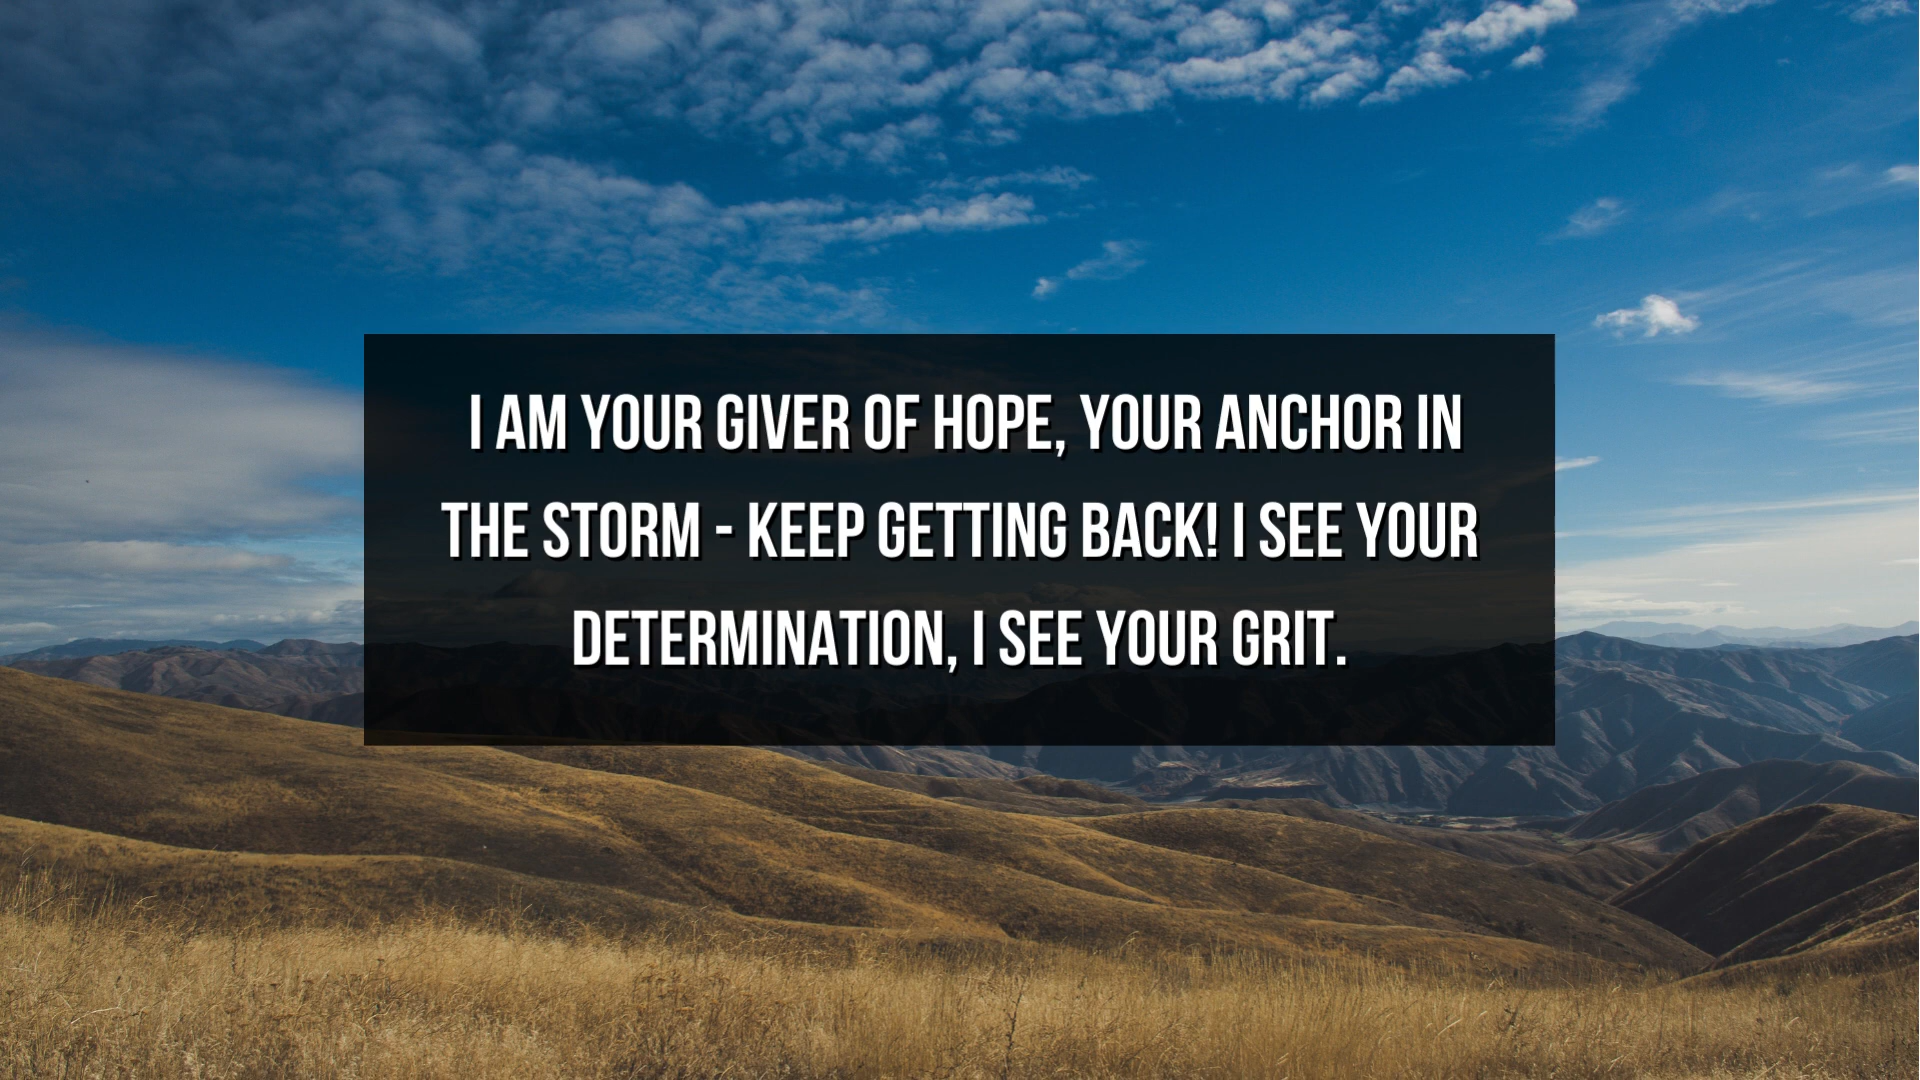 I AM YOUR GIVER OF HOPE, YOUR ANCHOR IN
THE STORM - KEEP GETTING BACK! I SEE YOUR
DETERMINATION, I SEE YOUR GRIT.